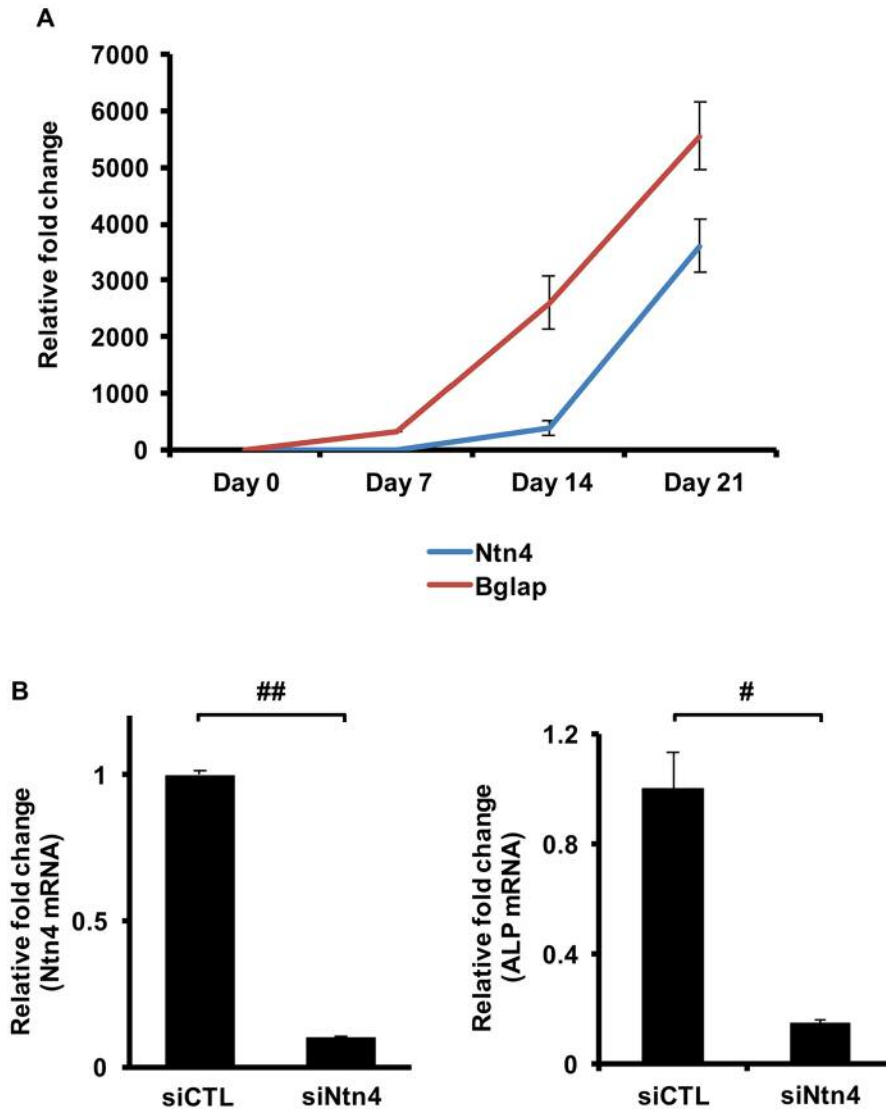 A
7000
6000
5000
4000
3000
2000
1000
0
Relative fold change
Day 0 Day 7 Day 14 Day 21
Ntn4
Bglap
B
##
1
0.5
0
Relative fold change
(Ntn4 mRNA)
siCTL siNtn4
#
1.2
0.8
0.4
0
Relative fold change
(ALP mRNA)
siCTL siNtn4